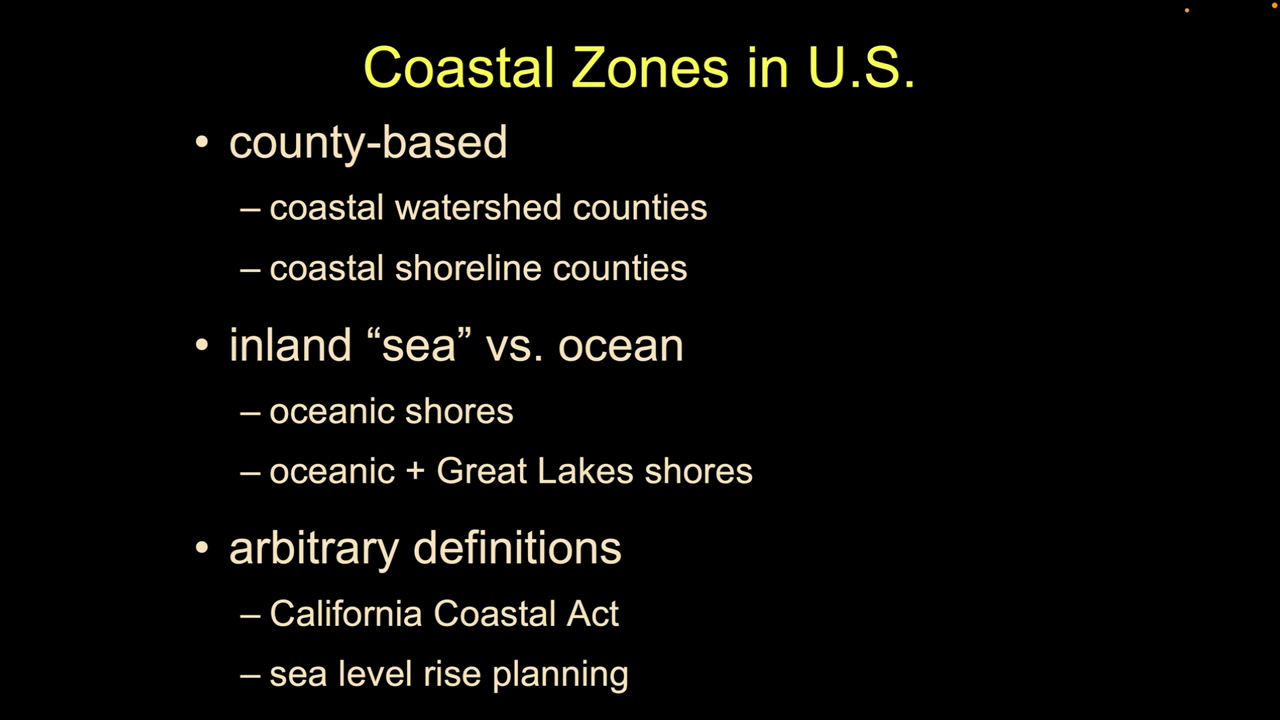 Coastal Zones in U.S.
• county-based
– coastal watershed counties
– coastal shoreline counties
• inland “sea” vs. ocean
– oceanic shores
– oceanic + Great Lakes shores
• arbitrary definitions
– California Coastal Act
– sea level rise planning